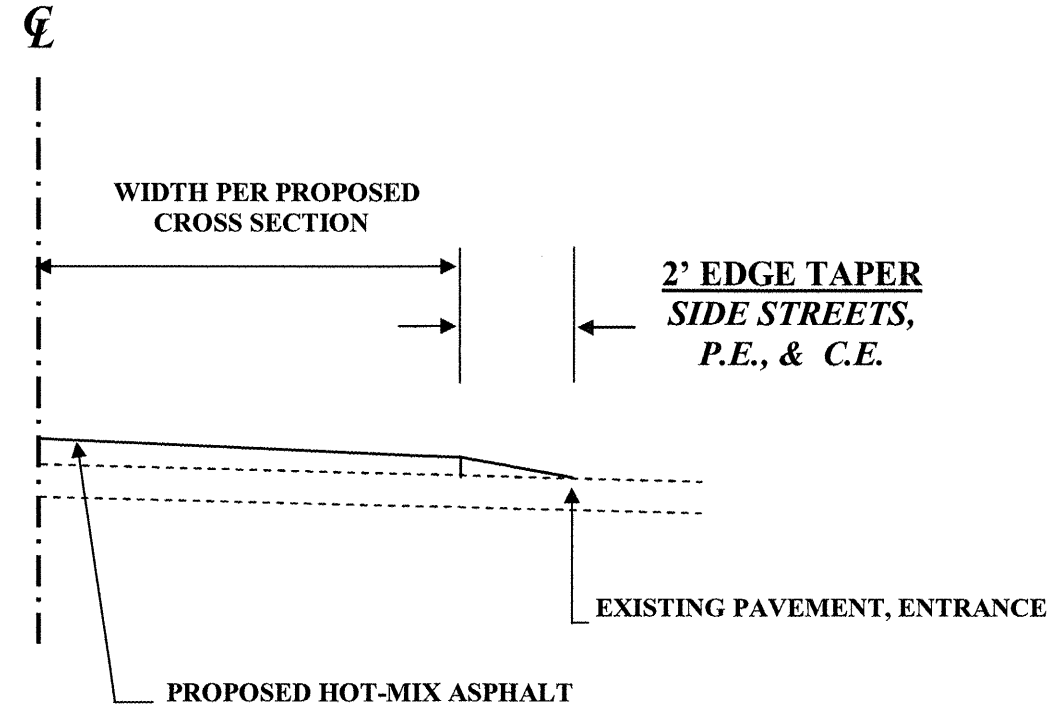 ℄
WIDTH PER PROPOSED
CROSS SECTION
2’ EDGE TAPER
SIDE STREETS,
P.E., & C.E.
EXISTING PAVEMENT, ENTRANCE
PROPOSED HOT-MIX ASPHALT